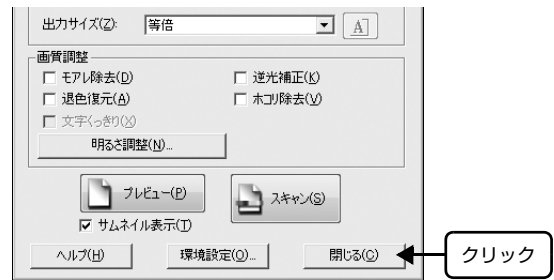 出力サイズ(Z): 等倍 A
画質調整
モアレ除去(D) 逆光補正(K)
退色復元(A) ホコリ除去(V)
文字くっきり(X)
明るさ調整(N)...
プレビュー(P) スキャン(S)
サムネイル表示(T)
ヘルプ(H) 環境設定(O)... 閉じる(C) クリック